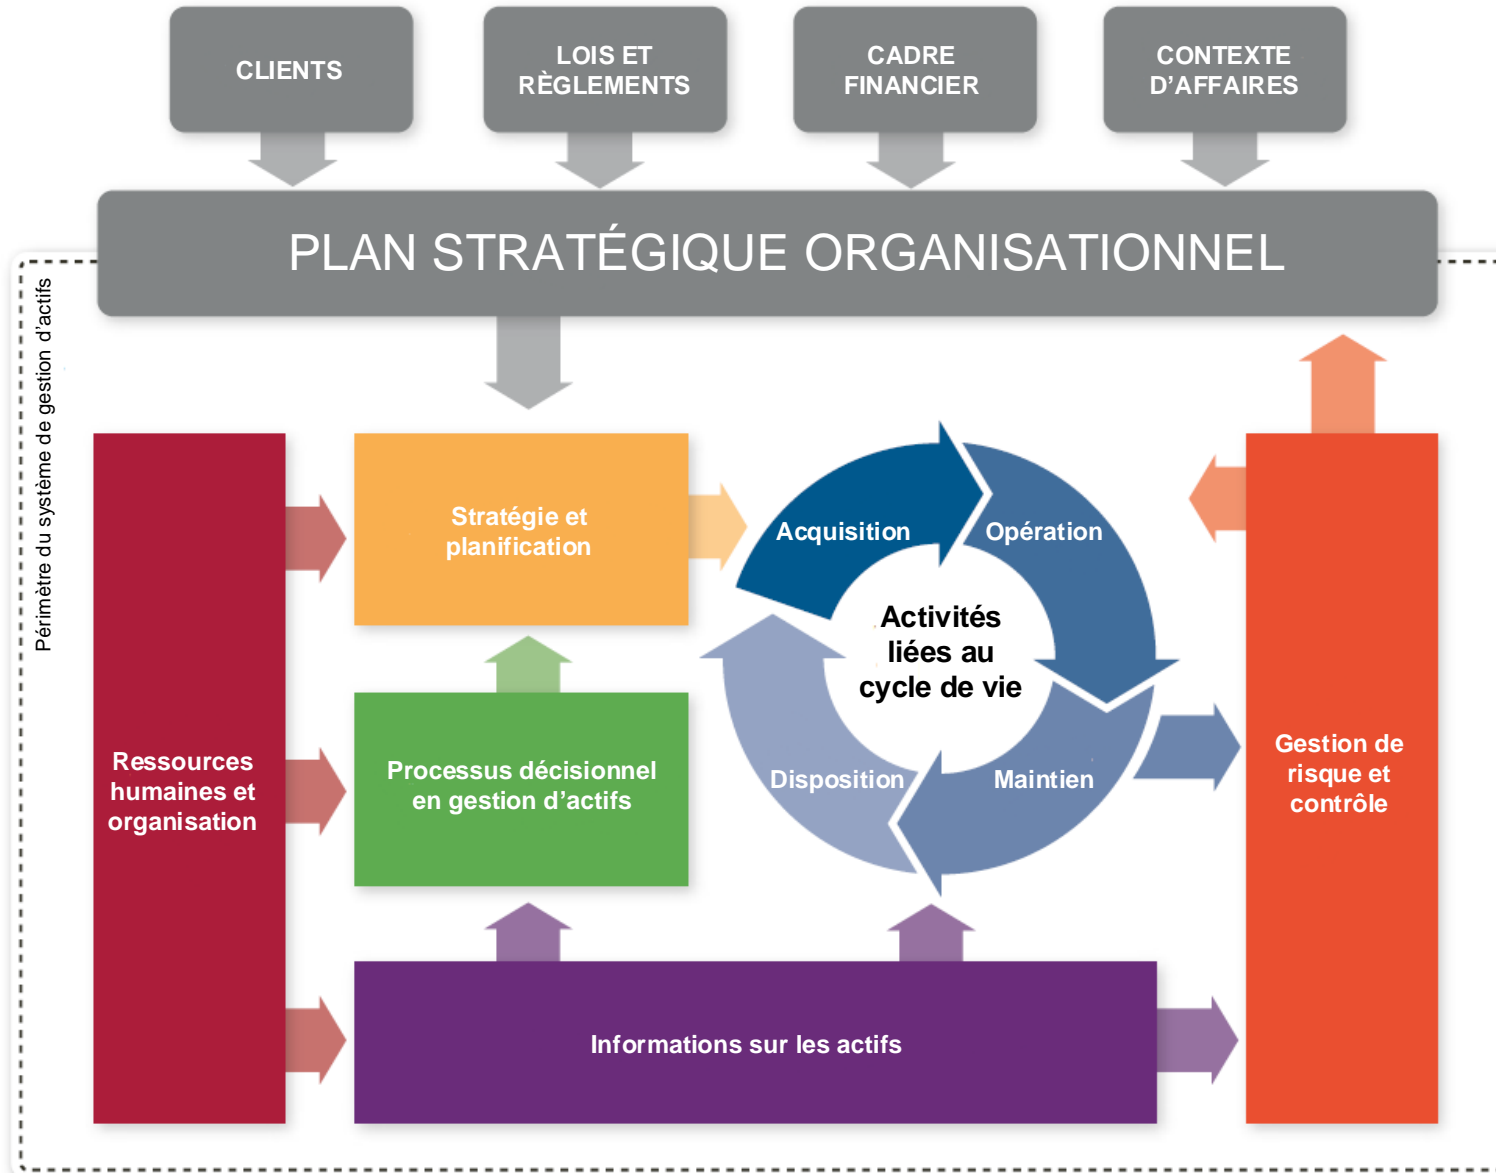 CLIENTS
LOIS ET
RÈGLEMENTS
CADRE
FINANCIER
CONTEXTE
D’AFFAIRES
PLAN STRATÉGIQUE ORGANISATIONNEL
Périmètre du système de gestion d’actifs
Stratégie et
planification
Acquisition
Opération
Activités
liées au
cycle de vie
Ressources
humaines et
organisation
Processus décisionnel
en gestion d’actifs
Disposition
Maintien
Gestion de
risque et
contrôle
Informations sur les actifs